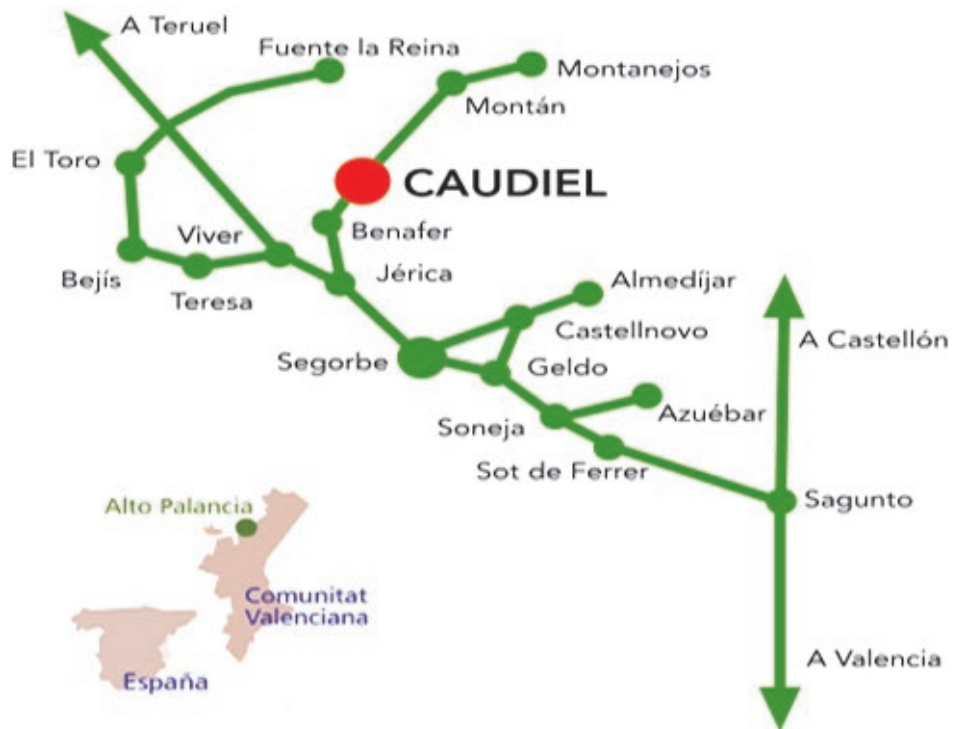 A Teruel
Fuente la Reina
Montanejos
Montán
El Toro
CAUDIEL
Viver
Benafer
Bejís
Teresa
Jérica
Almedíjar
Castellnovo
A Castellón
Segorbe
Geldo
Azuébar
Soneja
Sot de Ferrer
Sagunto
Alto Palancia
Comunitat
Valenciana
España
A Valencia